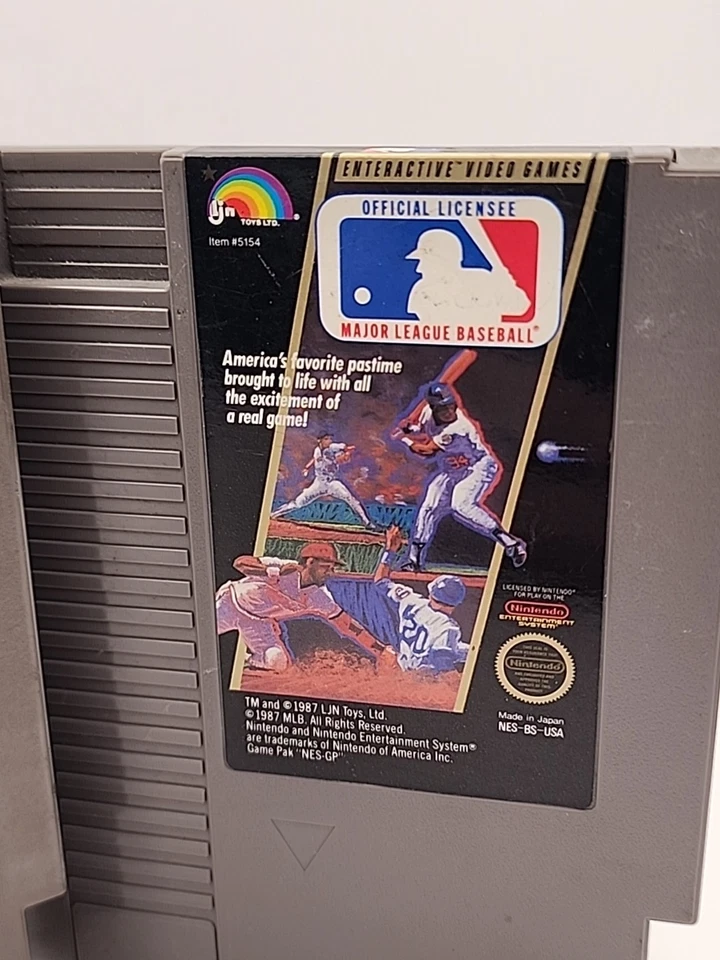 ENTERACTIVE™ VIDEO GAMES
ljn
TOYS LTD.®
Item #5154
OFFICIAL LICENSEE
MAJOR LEAGUE BASEBALL®
America's favorite pastime
brought to life with all
the excitement of
a real game!
20
LICENSED BY NINTENDO®
FOR PLAY ON THE
Nintendo
ENTERTAINMENT
SYSTEM®
Nintendo
Made in Japan
NES-BS-USA
TM and © 1987 LJN Toys, Ltd.
© 1987 MLB. All Rights Reserved.
Nintendo and Nintendo Entertainment System®
are trademarks of Nintendo of America Inc.
Game Pak "NES-GP"